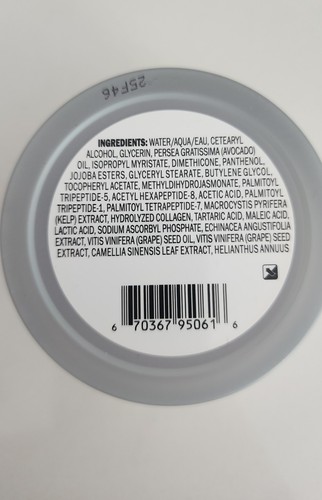 25F46
INGREDIENTS: WATER/AQUA/EAU, CETEARYL
ALCOHOL, GLYCERIN, PERSEA GRATISSIMA (AVOCADO)
OIL, ISOPROPYL MYRISTATE, DIMETHICONE, PANTHENOL,
JOJOBA ESTERS, GLYCERYL STEARATE, BUTYLENE GLYCOL,
TOCOPHERYL ACETATE, METHYLDIHYDROJASMONATE, PALMITOYL
TRIPEPTIDE-5, ACETYL HEXAPEPTIDE-8, ACETIC ACID, PALMITOYL
TRIPEPTIDE-1, PALMITOYL TETRAPEPTIDE-7, MACROCYSTIS PYRIFERA
(KELP) EXTRACT, HYDROLYZED COLLAGEN, TARTARIC ACID, MALEIC ACID,
LACTIC ACID, SODIUM ASCORBYL PHOSPHATE, ECHINACEA ANGUSTIFOLIA
EXTRACT, VITIS VINIFERA (GRAPE) SEED OIL, VITIS VINIFERA (GRAPE) SEED
EXTRACT, CAMELLIA SINENSIS LEAF EXTRACT, HELIANTHUS ANNUUS
6 70367 95061 6